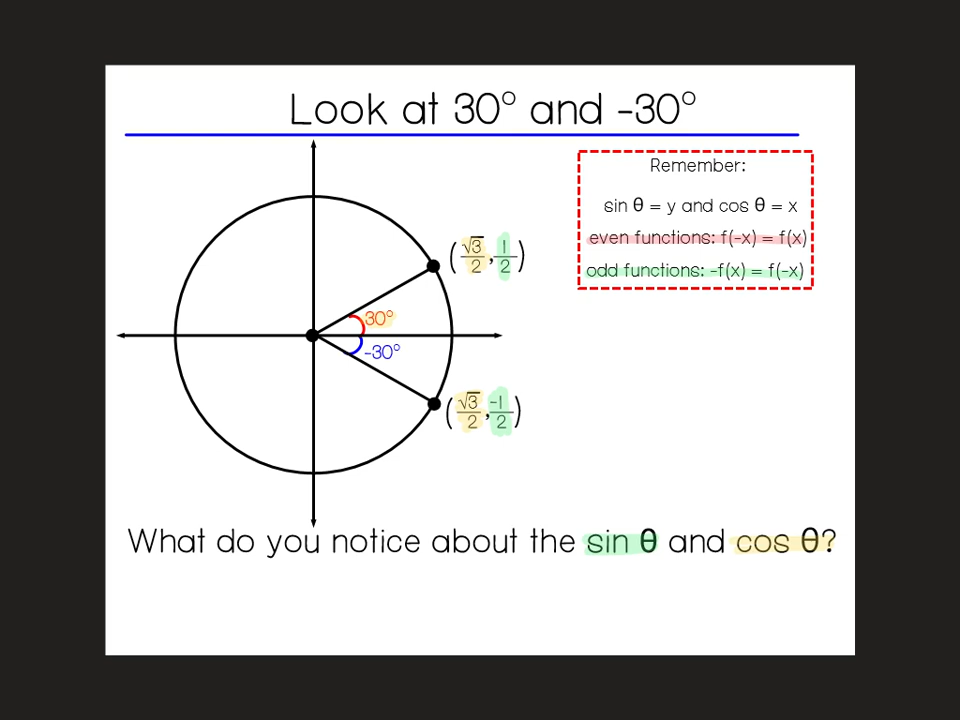 Look at 30° and -30°
Remember:
sin θ = y and cos θ = x
even functions: f(-x) = f(x)
odd functions: -f(x) = f(-x)
(√3/2, 1/2)
30°
-30°
(√3/2, -1/2)
What do you notice about the sin θ and cos θ?